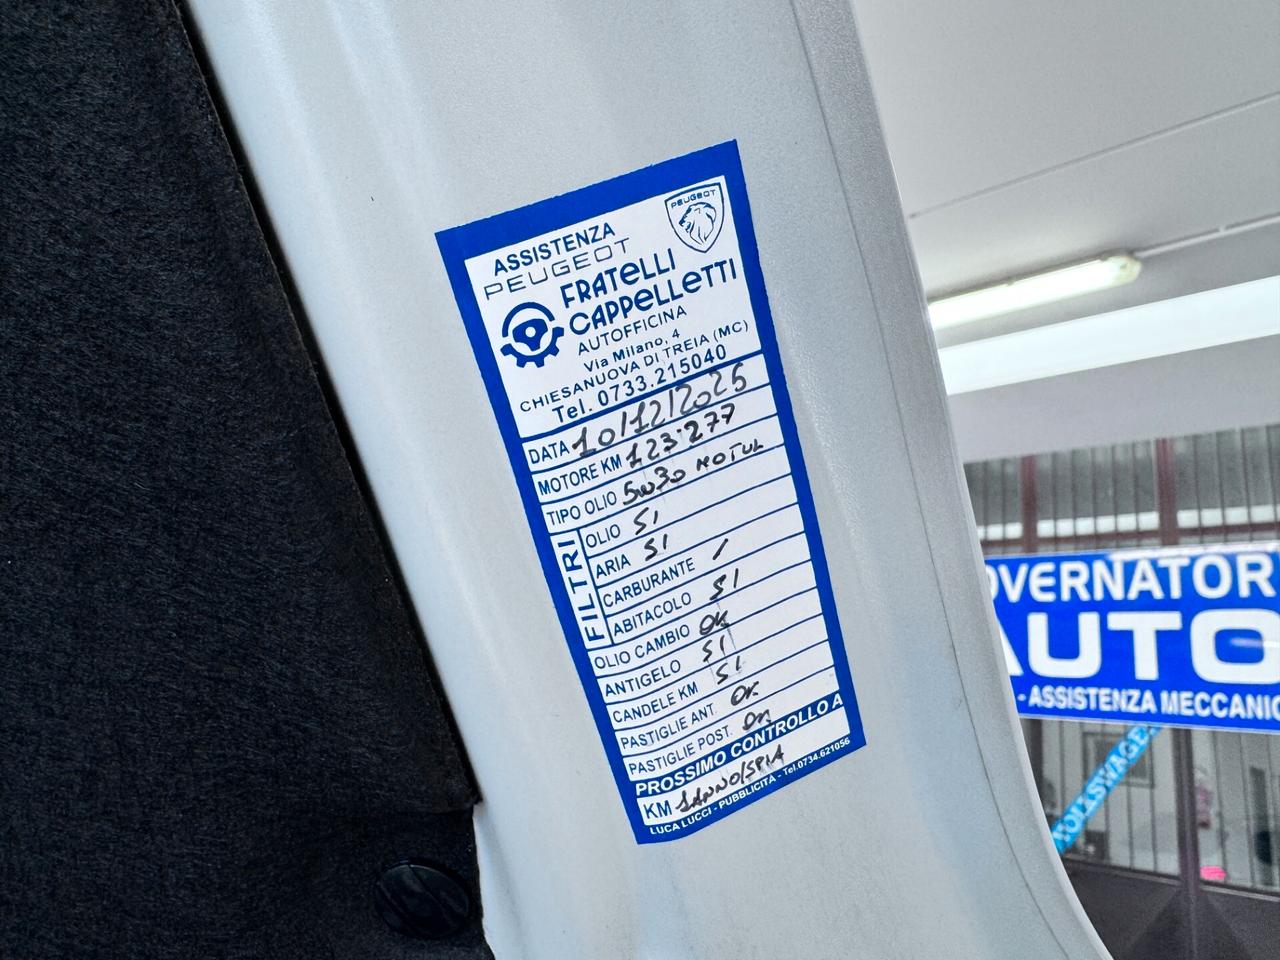 PEUGEOT
ASSISTENZA
PEUGEOT
FRATELLI
CAPPELLETTI
AUTOFFICINA
Via Milano, 4
CHIESANUOVA DI TREIA (MC)
Tel. 0733.215040
DATA 10/12/2025
MOTORE KM 123.277
TIPO OLIO 5W30 MOTUL
FILTRI
OLIO SI
ARIA SI
CARBURANTE /
ABITACOLO SI
OLIO CAMBIO OK
ANTIGELO SI
CANDELE KM SI
PASTIGLIE ANT. OK
PASTIGLIE POST. OK
PROSSIMO CONTROLLO A
KM 1ANNO/SPIA
LUCA LUCCI - PUBBLICITÀ - Tel.0734.621056
OVERNATOR
AUTO
- ASSISTENZA MECCANIC
VOLKSWAGE